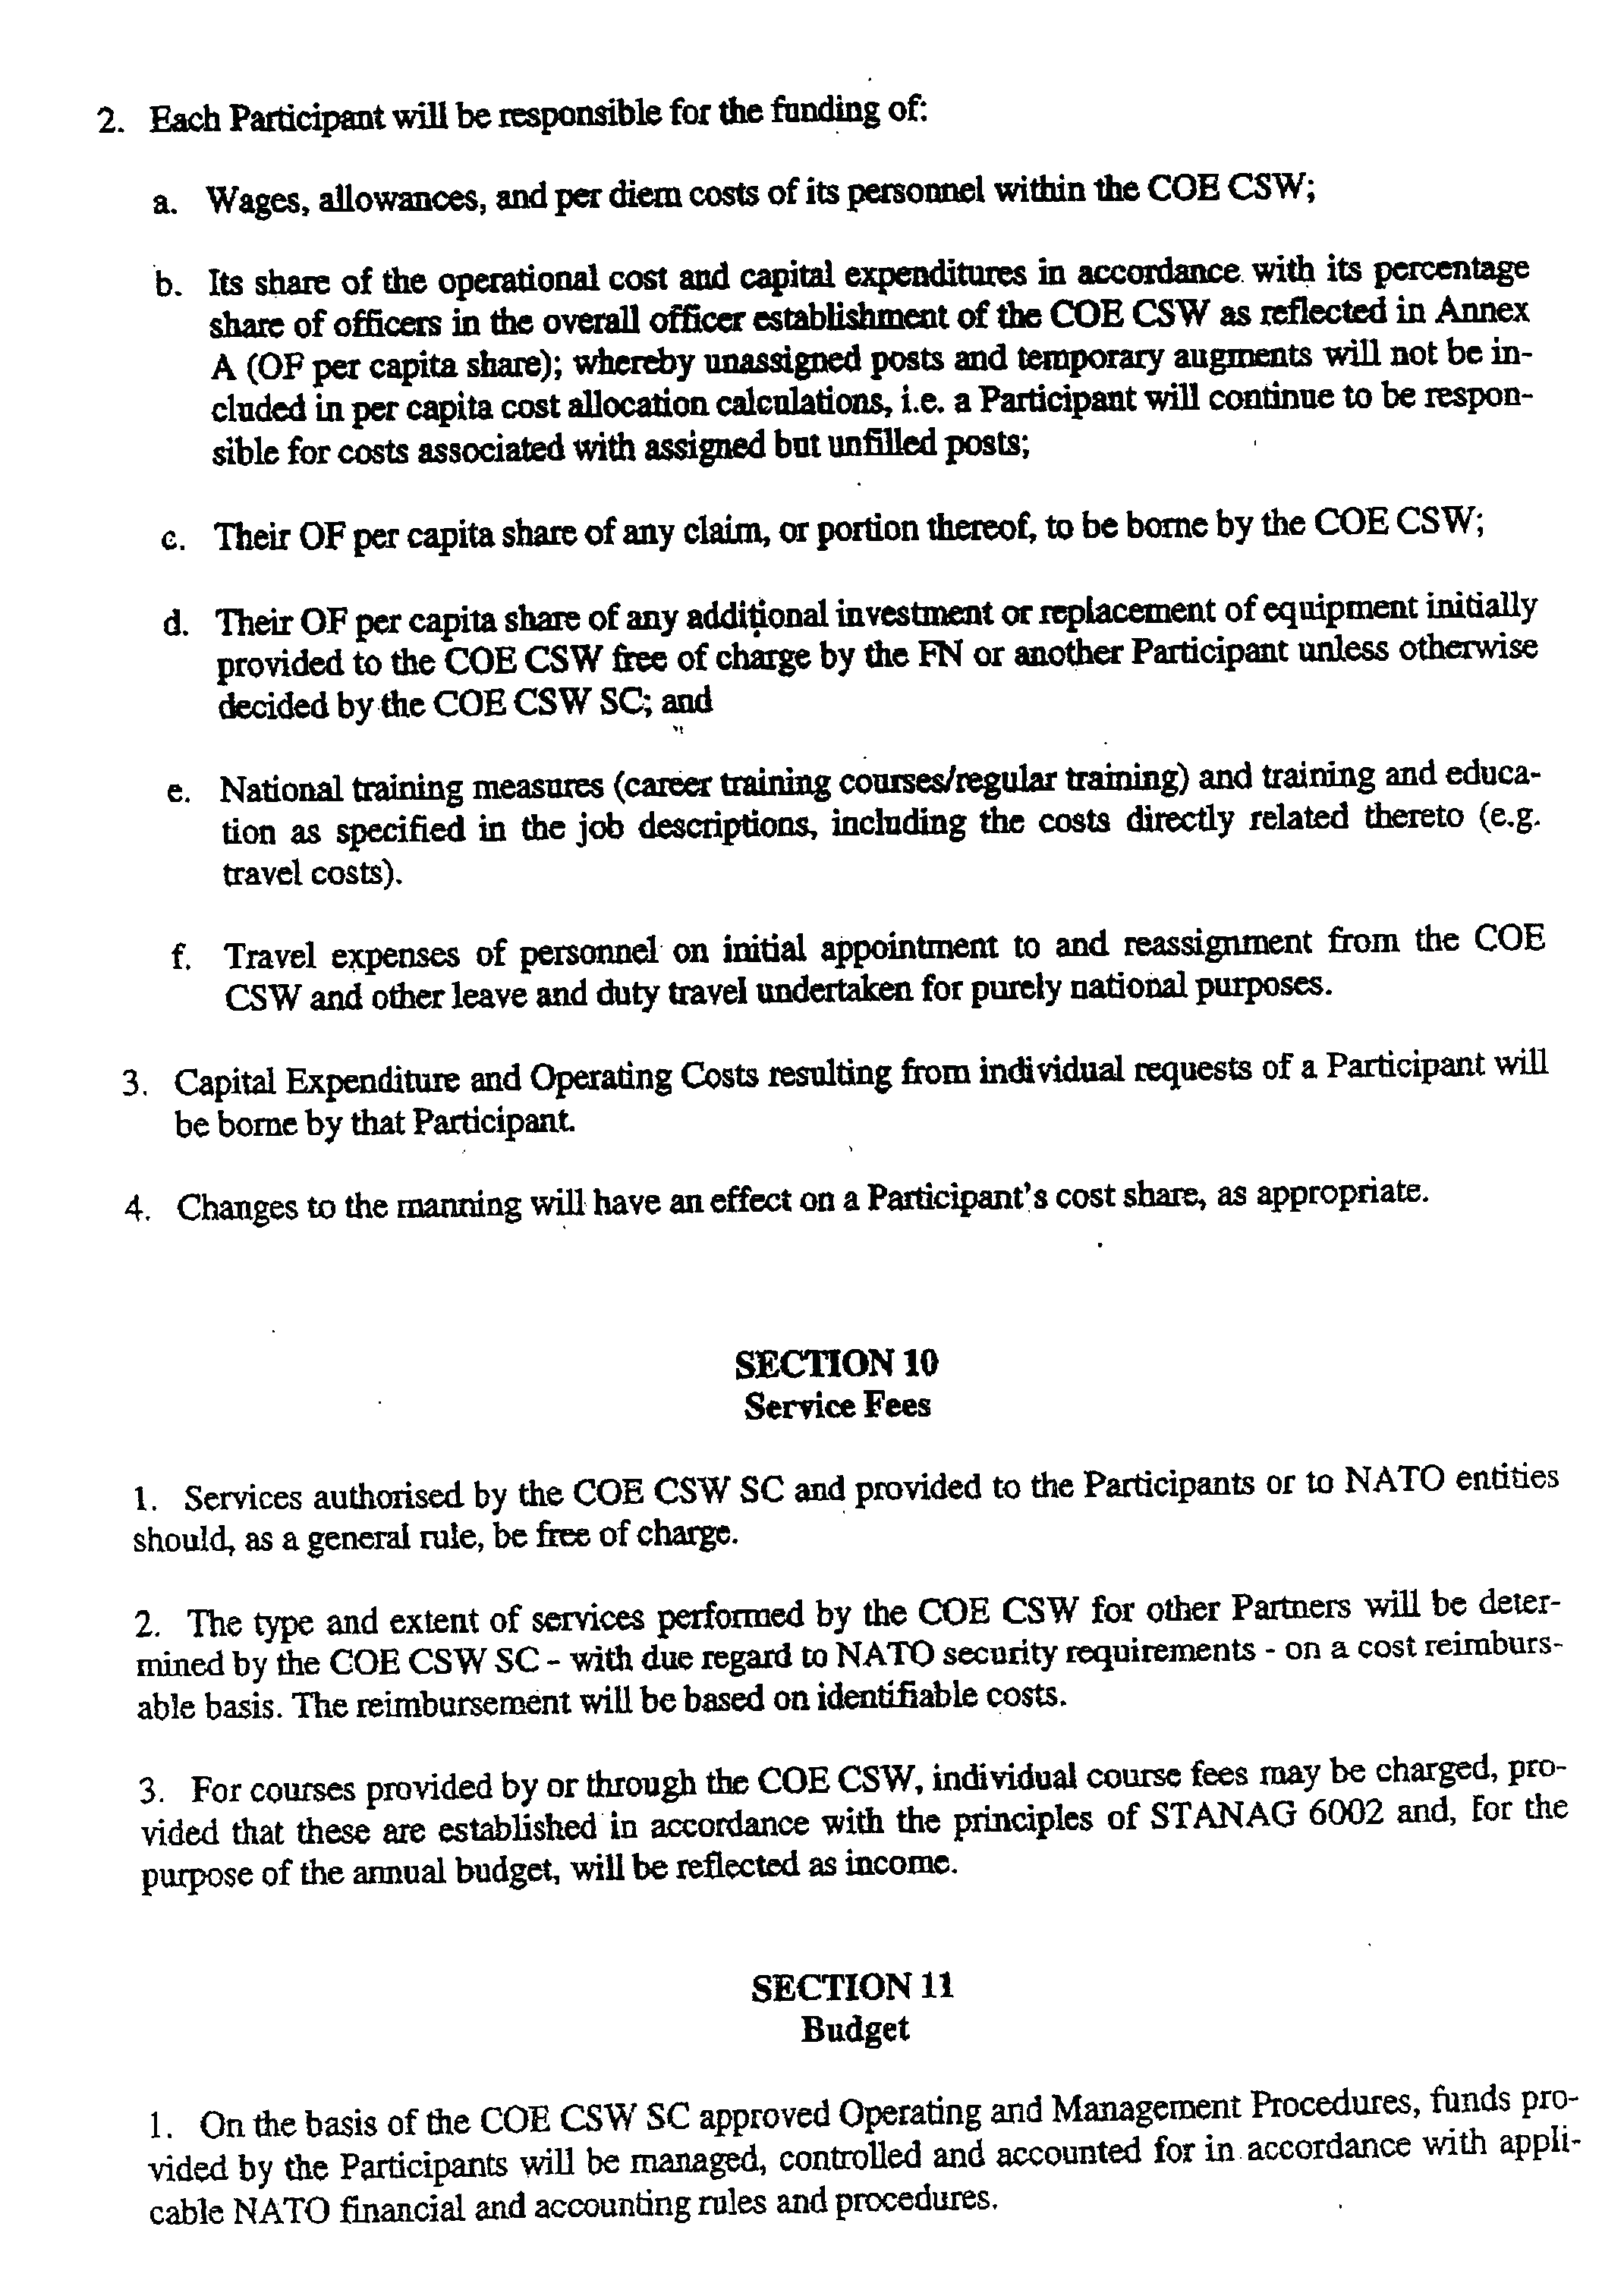 2. Each Participant will be responsible for the funding of:
a. Wages, allowances, and per diem costs of its personnel within the COE CSW;
b. Its share of the operational cost and capital expenditures in accordance with its percentage
share of officers in the overall officer establishment of the COE CSW as reflected in Annex
A (OF per capita share); whereby unassigned posts and temporary augments will not be in-
cluded in per capita cost allocation calculations, i.e. a Participant will continue to be respon-
sible for costs associated with assigned but unfilled posts;
c. Their OF per capita share of any claim, or portion thereof, to be borne by the COE CSW;
d. Their OF per capita share of any additional investment or replacement of equipment initially
provided to the COE CSW free of charge by the FN or another Participant unless otherwise
decided by the COE CSW SC; and
e. National training measures (career training courses/regular training) and training and educa-
tion as specified in the job descriptions, including the costs directly related thereto (e.g.
travel costs).
f. Travel expenses of personnel on initial appointment to and reassignment from the COE
CSW and other leave and duty travel undertaken for purely national purposes.
3. Capital Expenditure and Operating Costs resulting from individual requests of a Participant will
be borne by that Participant.
4. Changes to the manning will have an effect on a Participant's cost share, as appropriate.
SECTION 10
Service Fees
1. Services authorised by the COE CSW SC and provided to the Participants or to NATO entities
should, as a general rule, be free of charge.
2. The type and extent of services performed by the COE CSW for other Partners will be deter-
mined by the COE CSW SC - with due regard to NATO security requirements - on a cost reimburs-
able basis. The reimbursement will be based on identifiable costs.
3. For courses provided by or through the COE CSW, individual course fees may be charged, pro-
vided that these are established in accordance with the principles of STANAG 6002 and, for the
purpose of the annual budget, will be reflected as income.
SECTION 11
Budget
1. On the basis of the COE CSW SC approved Operating and Management Procedures, funds pro-
vided by the Participants will be managed, controlled and accounted for in accordance with appli-
cable NATO financial and accounting rules and procedures.